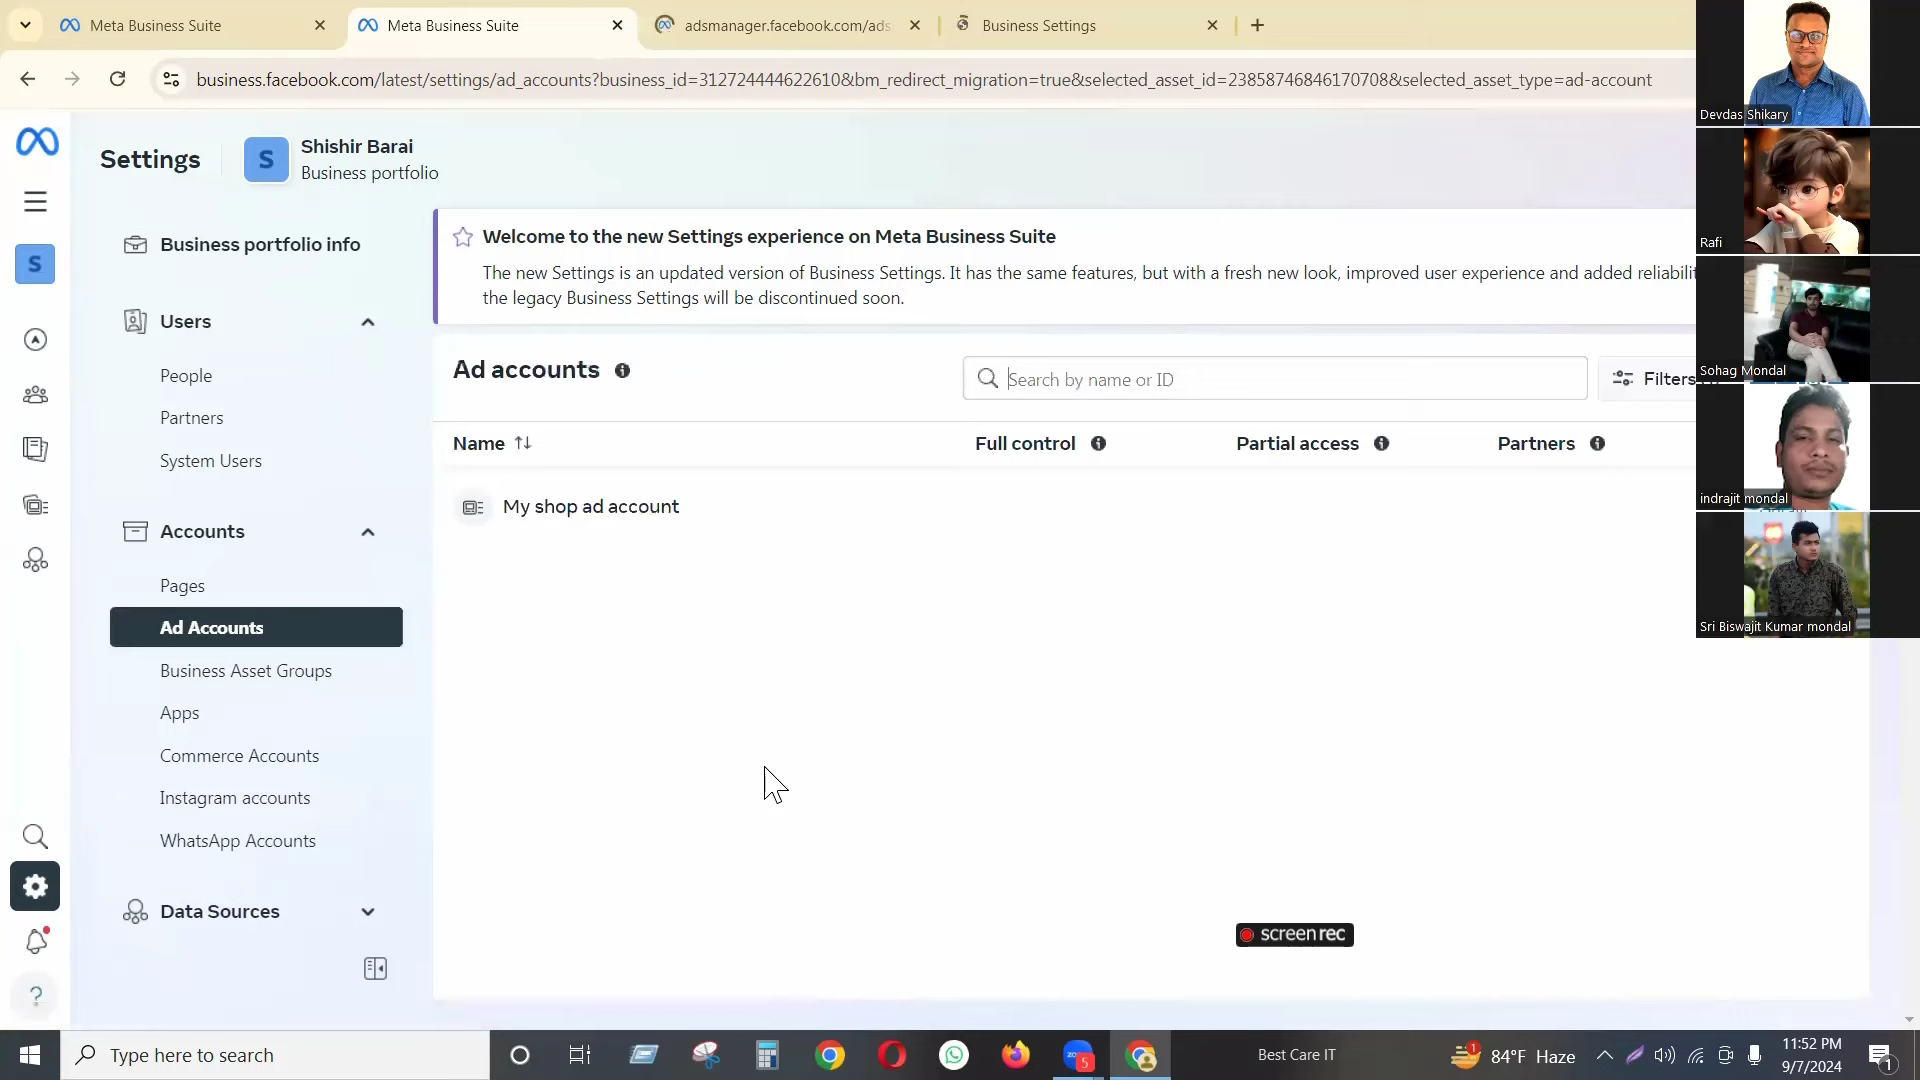 Meta Business Suite
Meta Business Suite
adsmanager.facebook.com/ads
Business Settings
business.facebook.com/latest/settings/ad_accounts?business_id=312724444622610&bm_redirect_migration=true&selected_asset_id=23858746846170708&selected_asset_type=ad-account
Devdas Shikary
Rafi
Sohag Mondal
indrajit mondal
Sri Biswajit Kumar mondal
Settings
S
Shishir Barai
Business portfolio
S
Business portfolio info
Users
People
Partners
System Users
Accounts
Pages
Ad Accounts
Business Asset Groups
Apps
Commerce Accounts
Instagram accounts
WhatsApp Accounts
Data Sources
Welcome to the new Settings experience on Meta Business Suite
The new Settings is an updated version of Business Settings. It has the same features, but with a fresh new look, improved user experience and added reliabilit
the legacy Business Settings will be discontinued soon.
Ad accounts
Search by name or ID
Filters
Name
Full control
Partial access
Partners
My shop ad account
screenrec
Type here to search
5
Best Care IT
1
84°F Haze
11:52 PM
9/7/2024
1